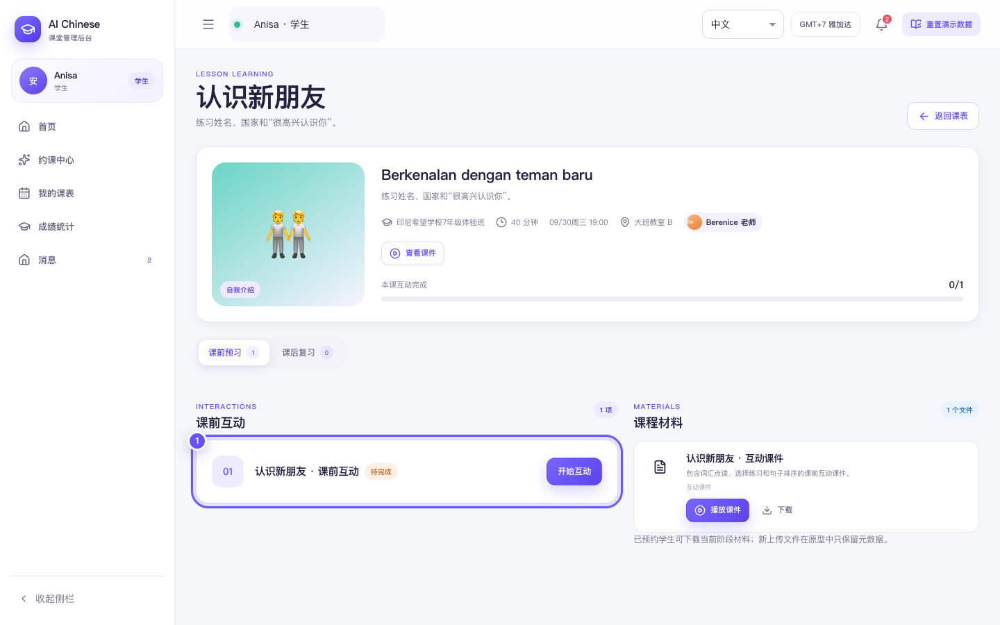 AI Chinese
课堂管理后台
安
Anisa
学生
学生
首页
约课中心
我的课表
成绩统计
消息
2
收起侧栏
Anisa · 学生
中文
GMT+7 雅加达
2
重置演示数据
LESSON LEARNING
认识新朋友
练习姓名、国家和“很高兴认识你”。
返回课表
自我介绍
Berkenalan dengan teman baru
练习姓名、国家和“很高兴认识你”。
印尼希望学校7年级体验班
40 分钟
09/30周三 19:00
大班教室 B
Be
Berenice 老师
查看课件
本课互动完成
0/1
课前预习
1
课后复习
0
INTERACTIONS
课前互动
1 项
1
01
认识新朋友 · 课前互动
待完成
开始互动
MATERIALS
课程材料
1 个文件
认识新朋友 · 互动课件
包含词汇点读、选择练习和句子排序的课前互动课件。
互动课件
播放课件
下载
已预约学生可下载当前阶段材料；新上传文件在原型中只保留元数据。